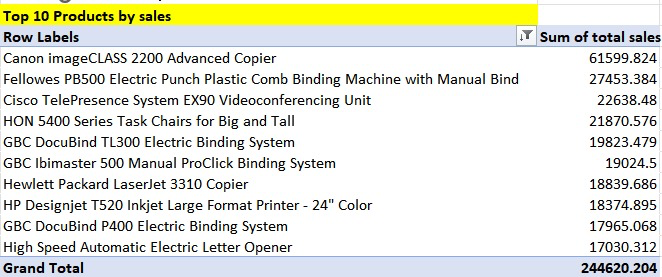 Top 10 Products by sales
Row Labels Sum of total sales
Canon imageCLASS 2200 Advanced Copier 61599.824
Fellowes PB500 Electric Punch Plastic Comb Binding Machine with Manual Bind 27453.384
Cisco TelePresence System EX90 Videoconferencing Unit 22638.48
HON 5400 Series Task Chairs for Big and Tall 21870.576
GBC DocuBind TL300 Electric Binding System 19823.479
GBC Ibimaster 500 Manual ProClick Binding System 19024.5
Hewlett Packard LaserJet 3310 Copier 18839.686
HP Designjet T520 Inkjet Large Format Printer - 24" Color 18374.895
GBC DocuBind P400 Electric Binding System 17965.068
High Speed Automatic Electric Letter Opener 17030.312
Grand Total 244620.204